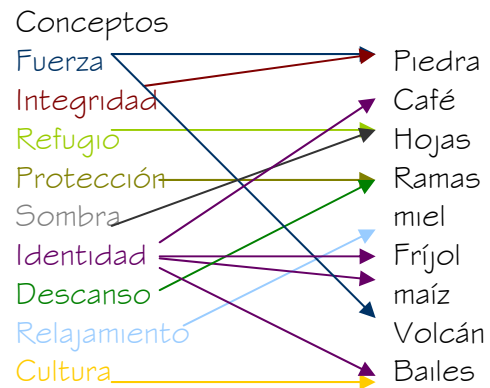 Conceptos
Fuerza
Integridad
Refugio
Protección
Sombra
Identidad
Descanso
Relajamiento
Cultura
Piedra
Café
Hojas
Ramas
miel
Fríjol
maíz
Volcán
Bailes